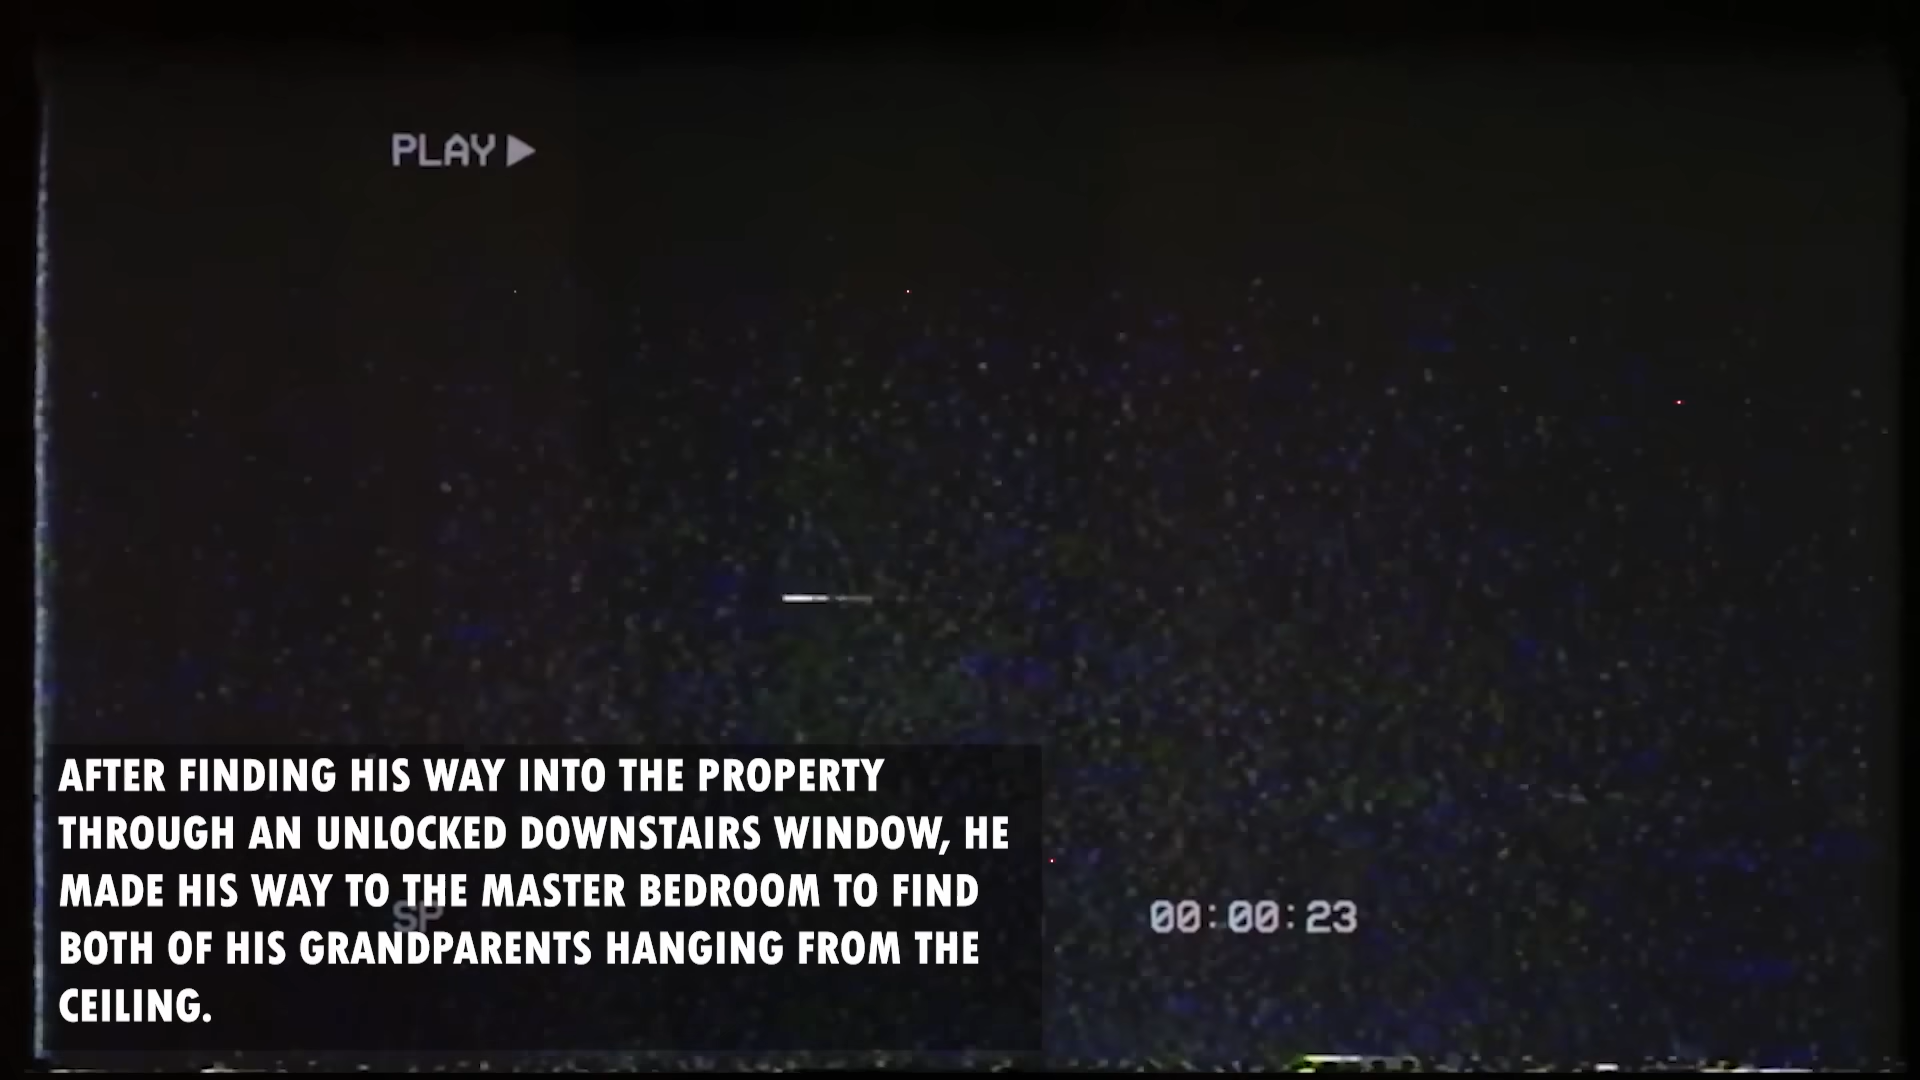 PLAY
AFTER FINDING HIS WAY INTO THE PROPERTY
THROUGH AN UNLOCKED DOWNSTAIRS WINDOW, HE
MADE HIS WAY TO THE MASTER BEDROOM TO FIND
BOTH OF HIS GRANDPARENTS HANGING FROM THE
CEILING.
SP
00:00:23